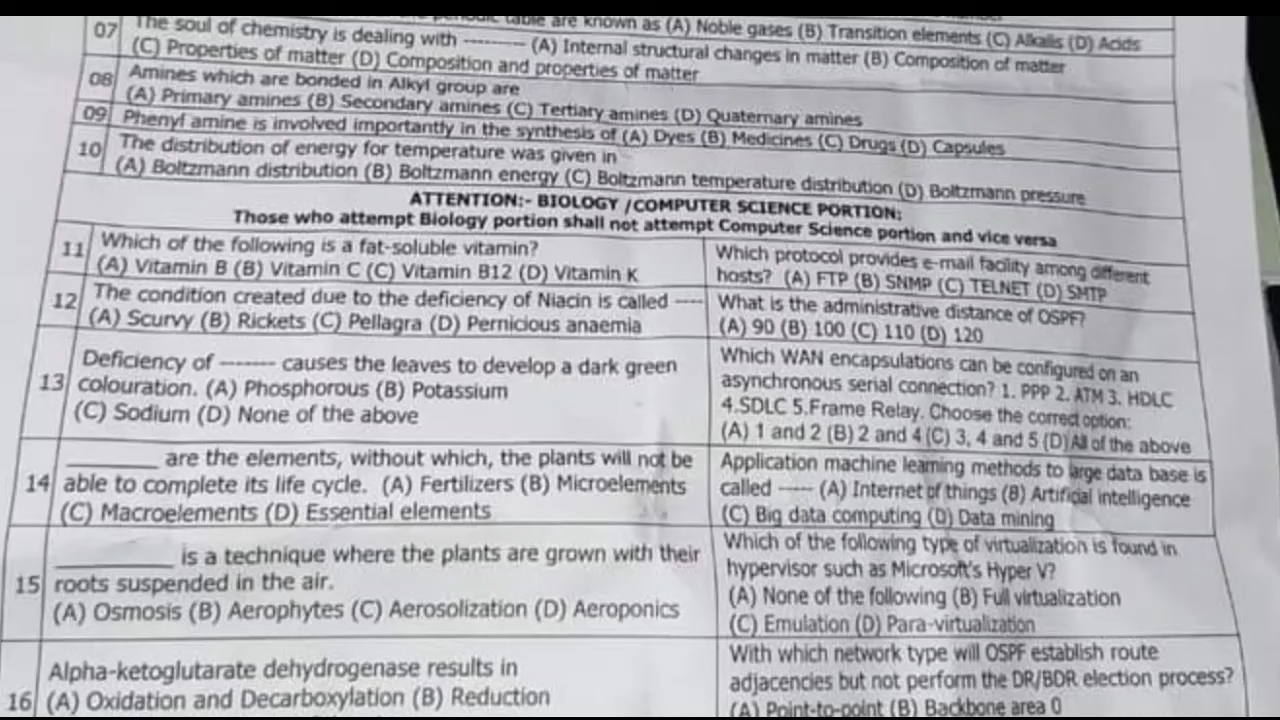 table are known as (A) Noble gases (B) Transition elements (C) Alkalis (D) Acids
07 The soul of chemistry is dealing with --------- (A) Internal structural changes in matter (B) Composition of matter
(C) Properties of matter (D) Composition and properties of matter
08 Amines which are bonded in Alkyl group are
(A) Primary amines (B) Secondary amines (C) Tertiary amines (D) Quaternary amines
09 Phenyl amine is involved importantly in the synthesis of (A) Dyes (B) Medicines (C) Drugs (D) Capsules
10 The distribution of energy for temperature was given in
(A) Boltzmann distribution (B) Boltzmann energy (C) Boltzmann temperature distribution (D) Boltzmann pressure
ATTENTION:- BIOLOGY /COMPUTER SCIENCE PORTION:
Those who attempt Biology portion shall not attempt Computer Science portion and vice versa
11 Which of the following is a fat-soluble vitamin?
(A) Vitamin B (B) Vitamin C (C) Vitamin B12 (D) Vitamin K
Which protocol provides e-mail facility among different
hosts? (A) FTP (B) SNMP (C) TELNET (D) SMTP
12 The condition created due to the deficiency of Niacin is called ----
(A) Scurvy (B) Rickets (C) Pellagra (D) Pernicious anaemia
What is the administrative distance of OSPF?
(A) 90 (B) 100 (C) 110 (D) 120
13 Deficiency of ------- causes the leaves to develop a dark green
colouration. (A) Phosphorous (B) Potassium
(C) Sodium (D) None of the above
Which WAN encapsulations can be configured on an
asynchronous serial connection? 1. PPP 2. ATM 3. HDLC
4.SDLC 5.Frame Relay. Choose the correct option:
(A) 1 and 2 (B) 2 and 4 (C) 3, 4 and 5 (D) All of the above
14 ________ are the elements, without which, the plants will not be
able to complete its life cycle. (A) Fertilizers (B) Microelements
(C) Macroelements (D) Essential elements
Application machine learning methods to large data base is
called ----- (A) Internet of things (B) Artificial intelligence
(C) Big data computing (D) Data mining
15 __________ is a technique where the plants are grown with their
roots suspended in the air.
(A) Osmosis (B) Aerophytes (C) Aerosolization (D) Aeroponics
Which of the following type of virtualization is found in
hypervisor such as Microsoft's Hyper V?
(A) None of the following (B) Full virtualization
(C) Emulation (D) Para-virtualization
16 Alpha-ketoglutarate dehydrogenase results in
(A) Oxidation and Decarboxylation (B) Reduction
With which network type will OSPF establish route
adjacencies but not perform the DR/BDR election process?
(A) Point-to-point (B) Backbone area 0